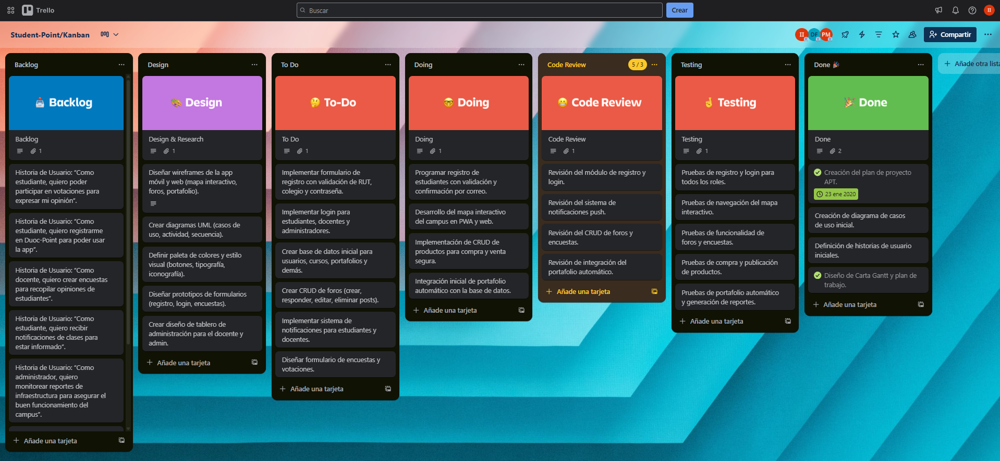 Trello
Buscar
Crear
II
Student-Point/Kanban
II
DF
PM
Compartir
Backlog
Backlog
Backlog
1
Historia de Usuario: “Como
estudiante, quiero poder
participar en votaciones para
expresar mi opinión”.
Historia de Usuario: “Como
estudiante, quiero registrarme
en Duoc-Point para poder usar
la app”.
Historia de Usuario: “Como
docente, quiero crear encuestas
para recopilar opiniones de
estudiantes”.
Historia de Usuario: “Como
estudiante, quiero recibir
notificaciones de clases para
estar informado”.
Historia de Usuario: “Como
administrador, quiero
monitorear reportes de
infraestructura para asegurar el
buen funcionamiento del
campus”.
Añade una tarjeta
Design
Design
Design & Research
1
Diseñar wireframes de la app
móvil y web (mapa interactivo,
foros, portafolio).
Crear diagramas UML (casos de
uso, actividad, secuencia).
Definir paleta de colores y estilo
visual (botones, tipografía,
iconografía).
Diseñar prototipos de formularios
(registro, login, encuestas).
Crear diseño de tablero de
administración para el docente y
admin.
Añade una tarjeta
To Do
To-Do
To Do
1
Implementar formulario de
registro con validación de RUT,
colegio y contraseña.
Implementar login para
estudiantes, docentes y
administradores.
Crear base de datos inicial para
usuarios, cursos, portafolios y
demás.
Crear CRUD de foros (crear,
responder, editar, eliminar posts).
Implementar sistema de
notificaciones para estudiantes y
docentes.
Diseñar formulario de encuestas y
votaciones.
Añade una tarjeta
Doing
Doing
Doing
1
Programar registro de
estudiantes con validación y
confirmación por correo.
Desarrollo del mapa interactivo
del campus en PWA y web.
Implementación de CRUD de
productos para compra y venta
segura.
Integración inicial de portafolio
automático con la base de datos.
Añade una tarjeta
Code Review
5 / 3
Code Review
Code Review
1
Revisión del módulo de registro y
login.
Revisión del sistema de
notificaciones push.
Revisión del CRUD de foros y
encuestas.
Revisión de integración del
portafolio automático.
Añade una tarjeta
Testing
Testing
Testing
1
Pruebas de registro y login para
todos los roles.
Pruebas de navegación del mapa
interactivo.
Pruebas de funcionalidad de
foros y encuestas.
Pruebas de compra y publicación
de productos.
Pruebas de portafolio automático
y generación de reportes.
Añade una tarjeta
Done
Done
Done
2
Creación del plan de proyecto
APT.
23 ene 2020
Creación de diagrama de casos
de uso inicial.
Definición de historias de usuario
iniciales.
Diseño de Carta Gantt y plan de
trabajo.
Añade una tarjeta
Añade otra lista